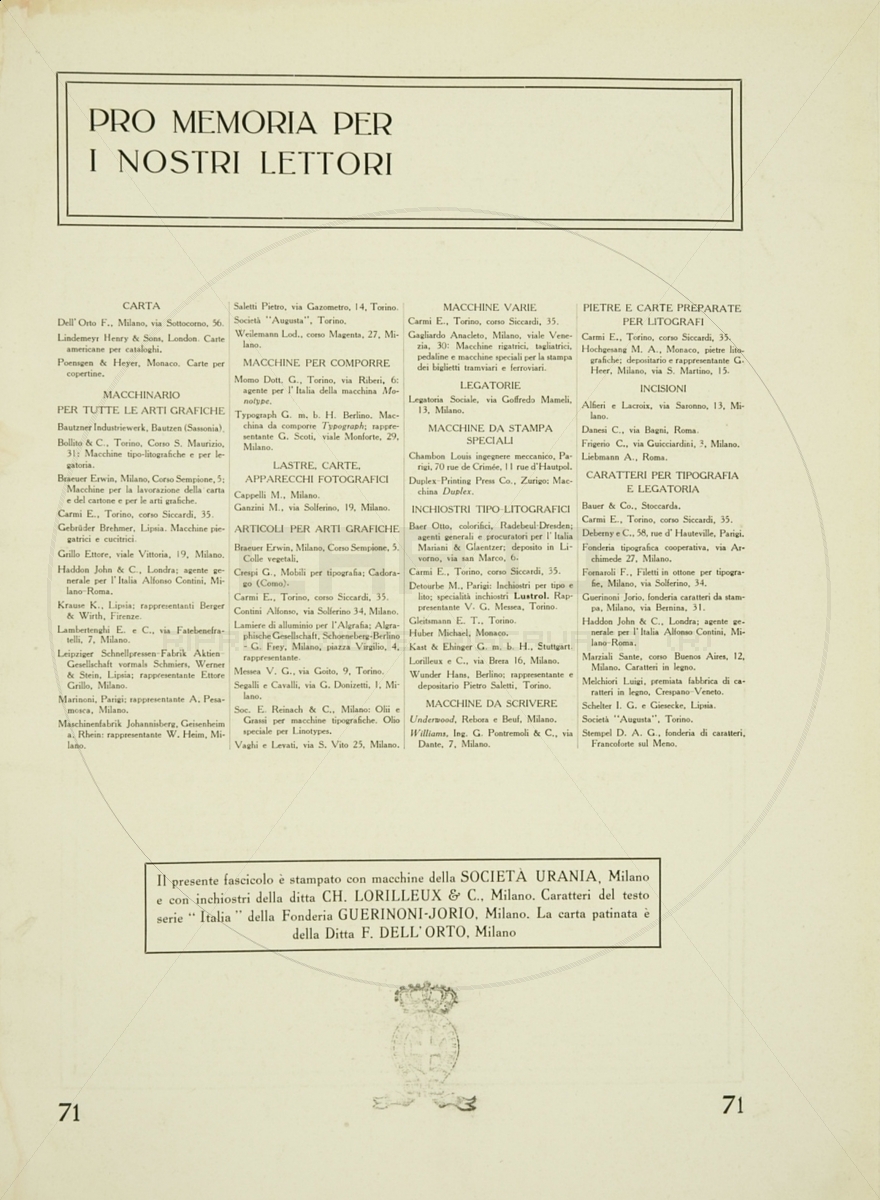 PRO MEMORIA PER
I NOSTRI LETTORI
CARTA
Dell' Orto F., Milano, via Sottocorno, 56.
Lindemeyr Henry & Sons, London. Carte
americane per cataloghi.
Poensgen & Heyer, Monaco. Carte per
copertine.
MACCHINARIO
PER TUTTE LE ARTI GRAFICHE
Bautzner Industriewerk, Bautzen (Sassonia).
Bollito & C., Torino, Corso S. Maurizio,
31: Macchine tipo-litografiche e per le-
gatoria.
Braeuer Erwin, Milano, Corso Sempione, 5;
Macchine per la lavorazione della carta
e del cartone e per le arti grafiche.
Carmi E., Torino, corso Siccardi, 35.
Gebrüder Brehmer, Lipsia. Macchine pie-
gatrici e cucitrici.
Grillo Ettore, viale Vittoria, 19, Milano.
Haddon John & C., Londra; agente ge-
nerale per l' Italia Alfonso Contini, Mi-
lano-Roma.
Krause K., Lipsia; rappresentanti Berger
& Wirth, Firenze.
Lambertenghi E. e C., via Fatebenefra-
telli, 7, Milano.
Leipziger Schnellpressen-Fabrik Aktien-
Gesellschaft vormals Schmiers, Werner
& Stein, Lipsia; rappresentante Ettore
Grillo, Milano.
Marinoni, Parigi; rappresentante A. Pesa-
mosca, Milano.
Maschinenfabrik Johannisberg, Geisenheim
a. Rhein: rappresentante W. Heim, Mi-
lano.
Saletti Pietro, via Gazometro, 14, Torino.
Società "Augusta", Torino.
Weilemann Lod., corso Magenta, 27, Mi-
lano.
MACCHINE PER COMPORRE
Momo Dott. G., Torino, via Riberi, 6:
agente per l' Italia della macchina Mo-
notype.
Typograph G. m. b. H. Berlino. Mac-
china da comporre Typograph; rappre-
sentante G. Scoti, viale Monforte, 29,
Milano.
LASTRE, CARTE,
APPARECCHI FOTOGRAFICI
Cappelli M., Milano.
Ganzini M., via Solferino, 19, Milano.
ARTICOLI PER ARTI GRAFICHE
Braeuer Erwin, Milano, Corso Sempione, 5.
Colle vegetali.
Crespi G., Mobili per tipografia; Cadora-
go (Como).
Carmi E., Torino, corso Siccardi, 35.
Contini Alfonso, via Solferino 34, Milano.
Lamiere di alluminio per l'Algrafia; Algra-
phische Gesellschaft, Schoeneberg-Berlino
- G. Frey, Milano, piazza Virgilio, 4,
rappresentante.
Messea V. G., via Goito, 9, Torino.
Segalli e Cavalli, via G. Donizetti, 1, Mi-
lano.
Soc. E. Reinach & C., Milano: Olii e
Grassi per macchine tipografiche. Olio
speciale per Linotypes.
Vaghi e Levati, via S. Vito 25, Milano.
MACCHINE VARIE
Carmi E., Torino, corso Siccardi, 35.
Gagliardo Anacleto, Milano, viale Vene-
zia, 30: Macchine rigatrici, tagliatrici,
pedaline e macchine speciali per la stampa
dei biglietti tramviari e ferroviari.
LEGATORIE
Legatoria Sociale, via Goffredo Mameli,
13, Milano.
MACCHINE DA STAMPA
SPECIALI
Chambon Louis ingegnere meccanico, Pa-
rigi, 70 rue de Crimée, 11 rue d'Hautpol.
Duplex-Printing Press Co., Zurigo; Mac-
china Duplex.
INCHIOSTRI TIPO-LITOGRAFICI
Baer Otto, colorifici, Radebeul-Dresden;
agenti generali e procuratori per l' Italia
Mariani & Glaentzer; deposito in Li-
vorno, via san Marco, 6.
Carmi E., Torino, corso Siccardi, 35.
Detourbe M., Parigi: Inchiostri per tipo e
lito; specialità inchiostri Lustrol. Rap-
presentante V. G. Messea, Torino.
Gleitsmann E. T., Torino.
Huber Michael, Monaco.
Kast & Ehinger G. m. b. H., Stuttgart.
Lorilleux e C., via Brera 16, Milano.
Wunder Hans, Berlino; rappresentante e
depositario Pietro Saletti, Torino.
MACCHINE DA SCRIVERE
Underwood, Rebora e Beuf, Milano.
Williams, Ing. G. Pontremoli & C., via
Dante, 7, Milano.
PIETRE E CARTE PREPARATE
PER LITOGRAFI
Carmi E., Torino, corso Siccardi, 35.
Hochgesang M. A., Monaco, pietre lito-
grafiche; depositario e rappresentante G.
Heer, Milano, via S. Martino, 15.
INCISIONI
Alfieri e Lacroix, via Saronno, 13, Mi-
lano.
Danesi C., via Bagni, Roma.
Frigerio C., via Guicciardini, 3, Milano.
Liebmann A., Roma.
CARATTERI PER TIPOGRAFIA
E LEGATORIA
Bauer & Co., Stoccarda.
Carmi E., Torino, corso Siccardi, 35.
Deberny e C., 58, rue d' Hauteville, Parigi.
Fonderia tipografica cooperativa, via Ar-
chimede 27, Milano.
Fornaroli F., Filetti in ottone per tipogra-
fie, Milano, via Solferino, 34.
Guerinoni Jorio, fonderia caratteri da stam-
pa, Milano, via Bernina, 31.
Haddon John & C., Londra; agente ge-
nerale per l' Italia Alfonso Contini, Mi-
lano-Roma.
Marziali Sante, corso Buenos Aires, 12,
Milano. Caratteri in legno.
Melchiori Luigi, premiata fabbrica di ca-
ratteri in legno, Crespano-Veneto.
Schelter I. G. e Giesecke, Lipsia.
Società "Augusta", Torino.
Stempel D. A. G., fonderia di caratteri,
Francoforte sul Meno.
Il presente fascicolo è stampato con macchine della SOCIETÀ URANIA, Milano
e con inchiostri della ditta CH. LORILLEUX & C., Milano. Caratteri del testo
serie " Italia " della Fonderia GUERINONI-JORIO, Milano. La carta patinata è
della Ditta F. DELL' ORTO, Milano
71
71